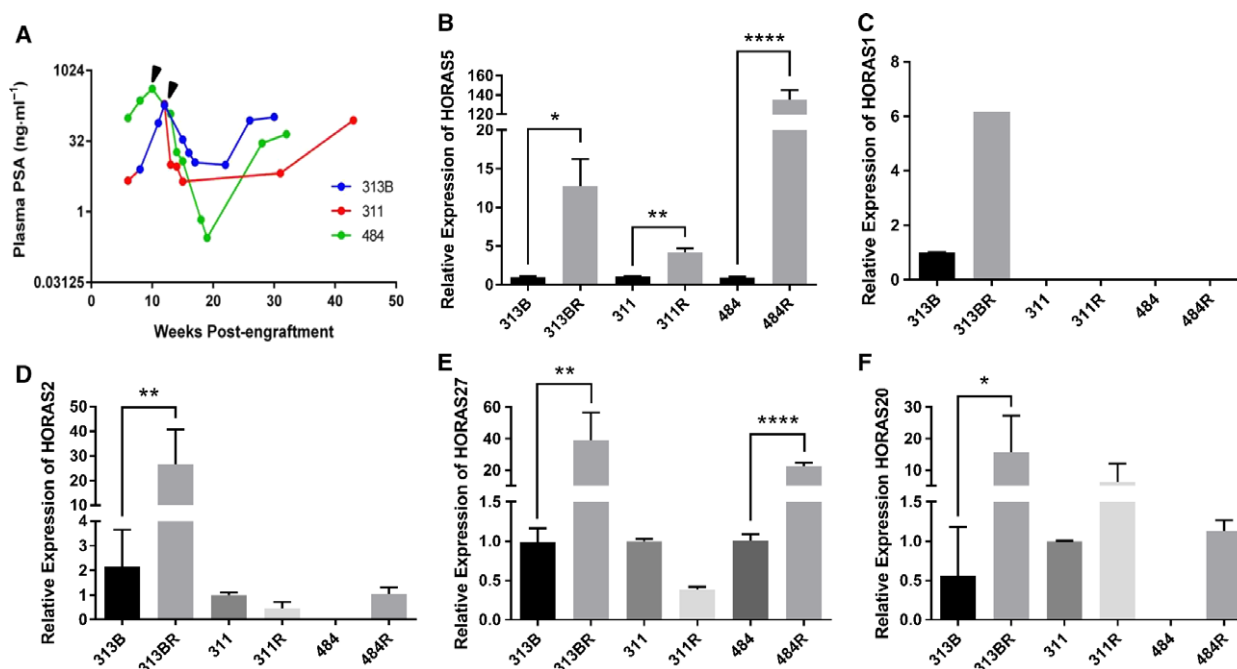 A
Plasma PSA (ng·ml⁻¹)
1024
32
1
0.03125
0 10 20 30 40 50
Weeks Post-engraftment
313B
311
484
B
Relative Expression of HORAS5
160
140
120
100
20
15
10
5
0
*
**
****
313B 313BR 311 311R 484 484R
C
Relative Expression of HORAS1
8
6
4
2
0
313B 313BR 311 311R 484 484R
D
Relative Expression of HORAS2
50
40
30
20
10
4
3
2
1
0
**
313B 313BR 311 311R 484 484R
E
Relative Expression of HORAS27
60
40
20
1.5
1.0
0.5
0.0
**
****
313B 313BR 311 311R 484 484R
F
Relative Expression HORAS20
30
20
10
1.5
1.0
0.5
0.0
*
313B 313BR 311 311R 484 484R